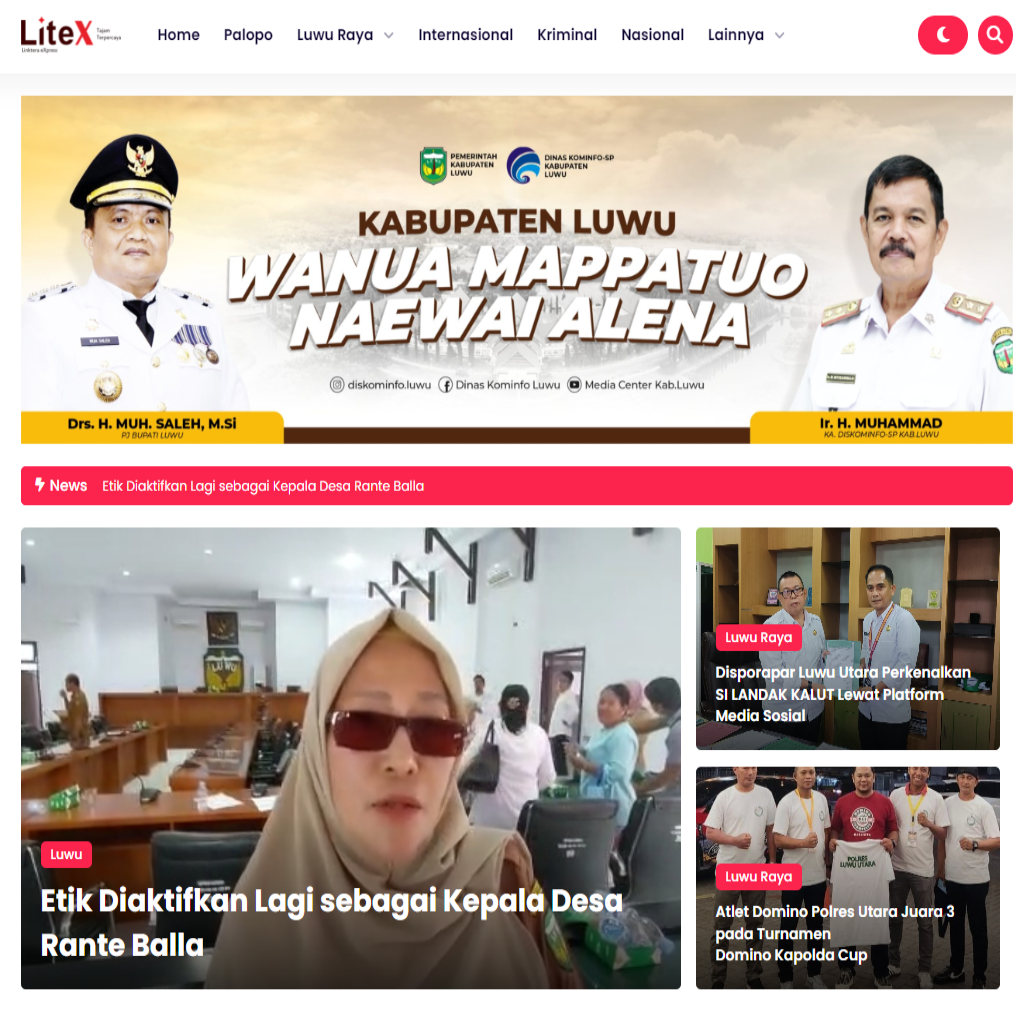 LiteX
Tajam
Terpercaya
Linktara eXpress
Home
Palopo
Luwu Raya
Internasional
Kriminal
Nasional
Lainnya
PEMERINTAH
KABUPATEN
LUWU
DINAS KOMINFO-SP
KABUPATEN
LUWU
KABUPATEN LUWU
WANUA MAPPATUO
NAEWAI ALENA
diskominfo.luwu
Dinas Kominfo Luwu
Media Center Kab.Luwu
Drs. H. MUH. SALEH, M.Si
PJ BUPATI LUWU
Ir. H. MUHAMMAD
KA. DISKOMINFO-SP KAB.LUWU
News
Etik Diaktifkan Lagi sebagai Kepala Desa Rante Balla
LUWU
Luwu
Etik Diaktifkan Lagi sebagai Kepala Desa
Rante Balla
Luwu Raya
Disporapar Luwu Utara Perkenalkan
SI LANDAK KALUT Lewat Platform
Media Sosial
POLRES
LUWU UTARA
Luwu Raya
Atlet Domino Polres Utara Juara 3
pada Turnamen
Domino Kapolda Cup